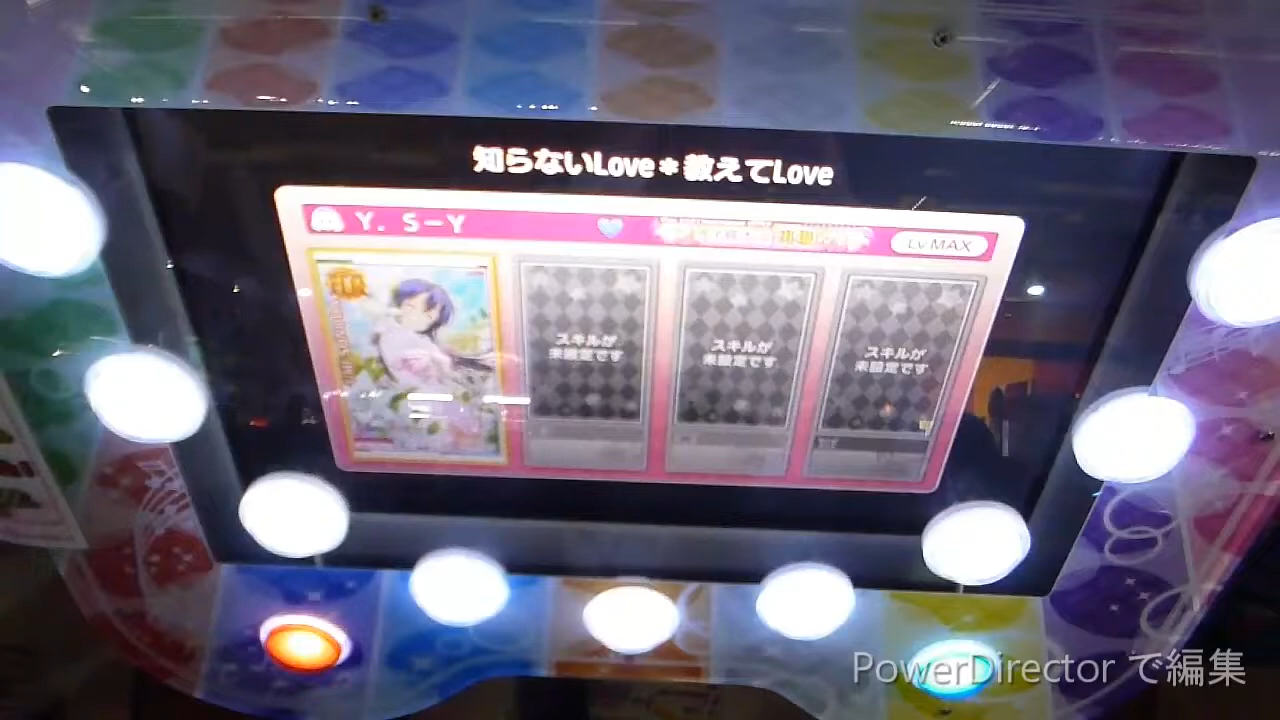 知らないLove＊教えてLove
Y．S－Y
Lv.MAX
UR
スキルが
未設定です
スキルが
未設定です
スキルが
未設定です
PowerDirector で編集